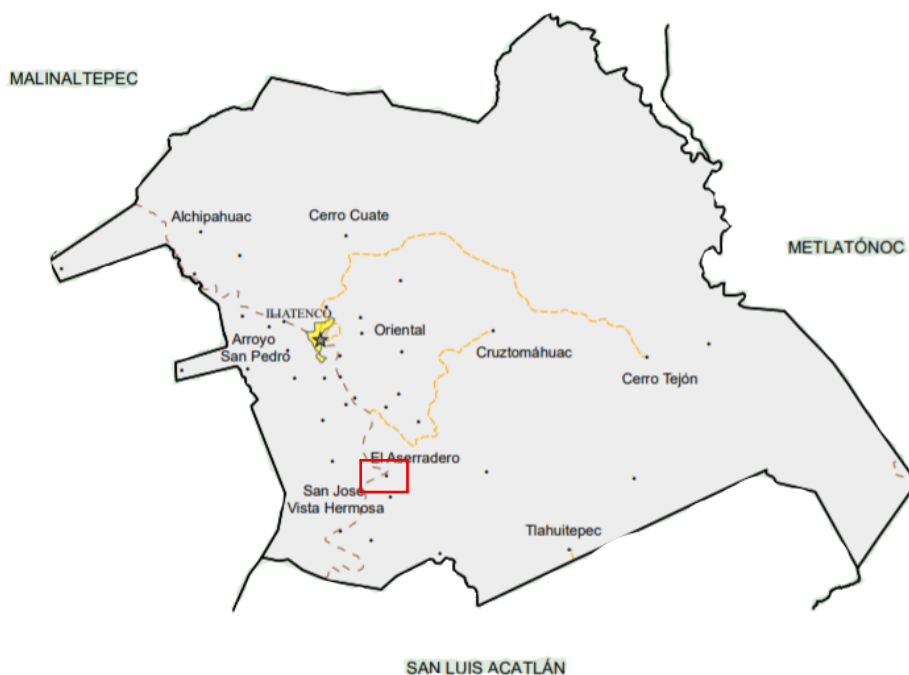 MALINALTEPEC
Alchipahuac
Cerro Cuate
METLATÓNOC
ILIATENCO
Oriental
Arroyo
San Pedro
Cruztomáhuac
Cerro Tejón
El Aserradero
San José
Vista Hermosa
Tlahuitepec
SAN LUIS ACATLÁN